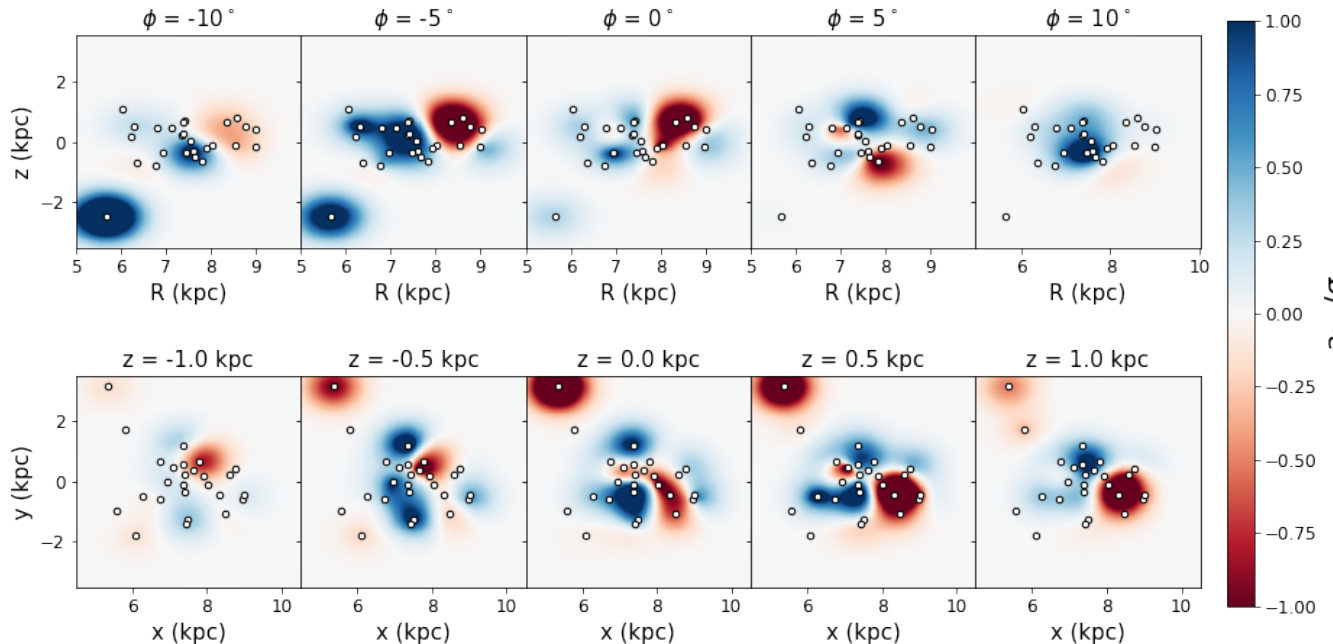 ϕ = -10° ϕ = -5° ϕ = 0° ϕ = 5° ϕ = 10°
1.00
0.75
0.50
0.25
0.00
−0.25
−0.50
−0.75
−1.00
z (kpc)
2
0
−2
5 6 7 8 9 5 6 7 8 9 5 6 7 8 9 5 6 7 8 9 6 8 10
R (kpc) R (kpc) R (kpc) R (kpc) R (kpc)
z = -1.0 kpc z = -0.5 kpc z = 0.0 kpc z = 0.5 kpc z = 1.0 kpc
y (kpc)
2
0
−2
6 8 10 6 8 10 6 8 10 6 8 10 6 8 10
x (kpc) x (kpc) x (kpc) x (kpc) x (kpc)